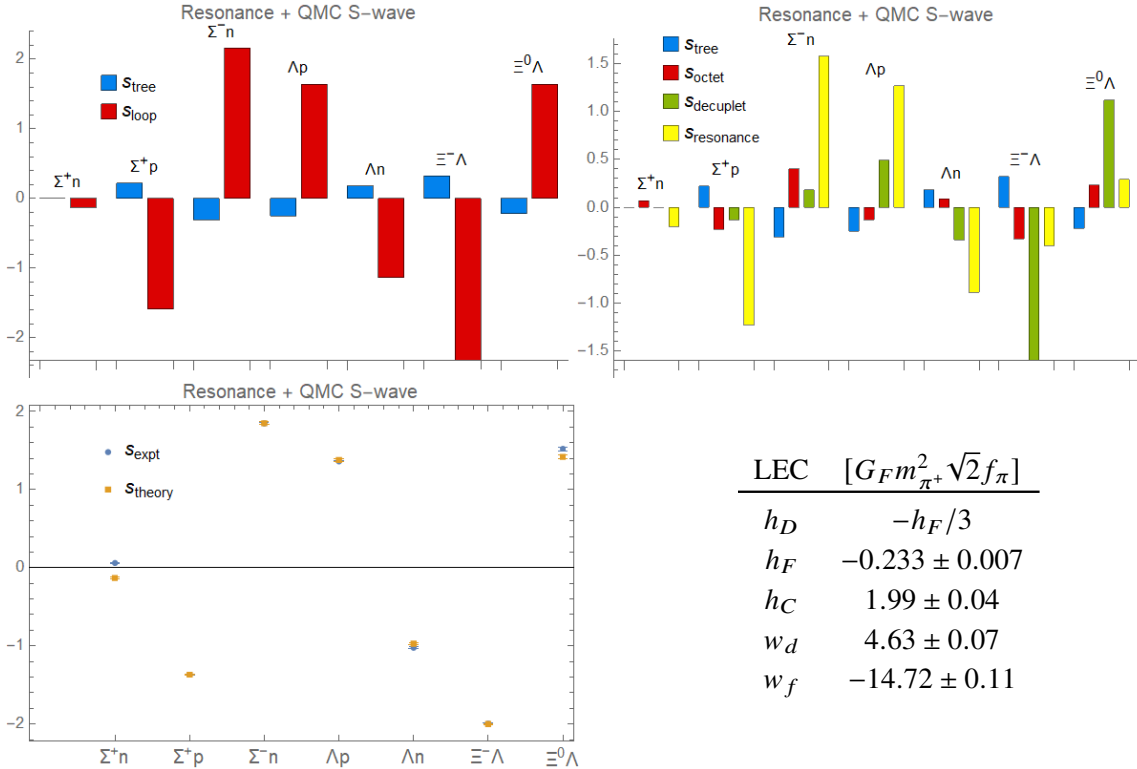 Resonance + QMC S−wave
Σ⁻n
Ξ⁰Λ
Λp
S_tree
S_loop
Σ⁺n
Σ⁺p
Λn
Ξ⁻Λ
2
1
0
−1
−2
Resonance + QMC S−wave
S_tree
S_octet
S_decuplet
S_resonance
Σ⁻n
Λp
Ξ⁰Λ
Σ⁺n
Σ⁺p
Λn
Ξ⁻Λ
1.5
1.0
0.5
0.0
−0.5
−1.0
−1.5
Resonance + QMC S−wave
S_expt
S_theory
2
1
0
−1
−2
Σ⁺n Σ⁺p Σ⁻n Λp Λn Ξ⁻Λ Ξ⁰Λ
LEC [G_F m²_{π⁺} √2 f_π]
h_D −h_F/3
h_F −0.233 ± 0.007
h_C 1.99 ± 0.04
w_d 4.63 ± 0.07
w_f −14.72 ± 0.11